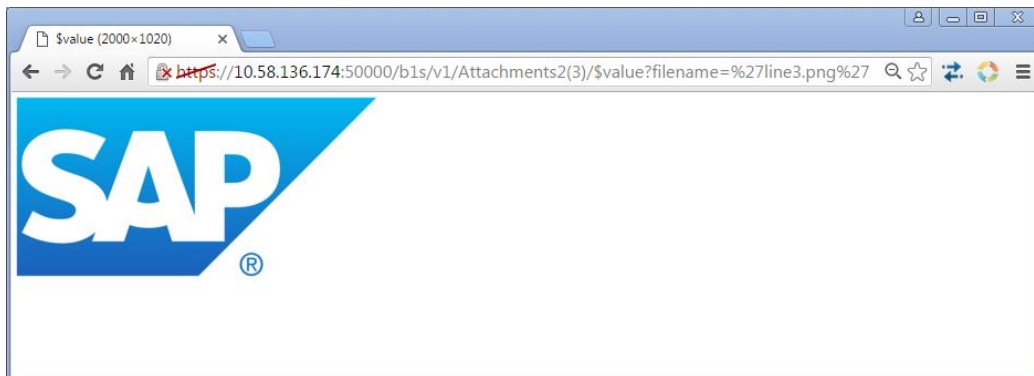 $value (2000×1020)
https://10.58.136.174:50000/b1s/v1/Attachments2(3)/$value?filename=%27line3.png%27
SAP
®